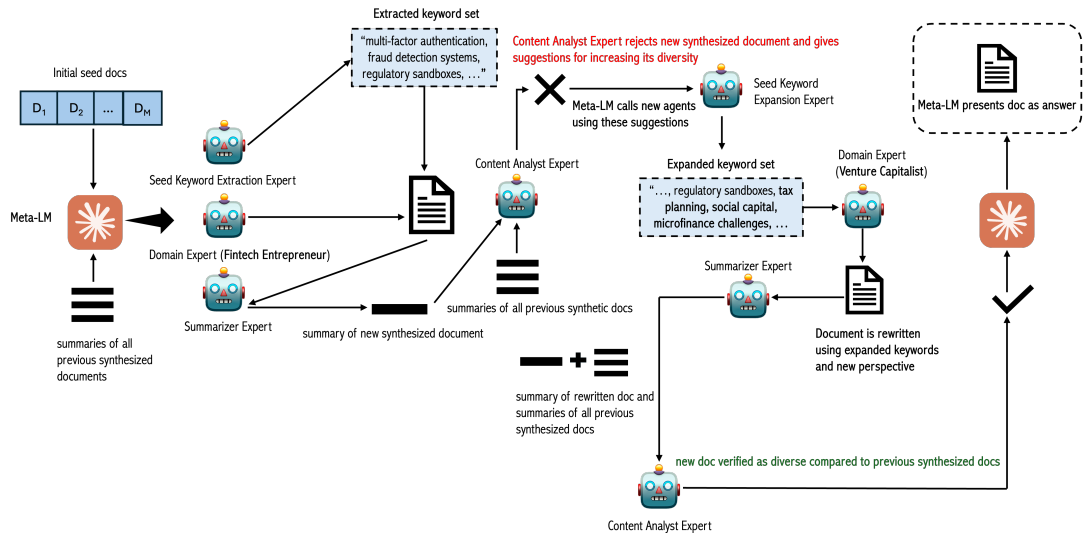 Initial seed docs
D1
D2
...
DM
Meta-LM
summaries of all
previous synthesized
documents
Seed Keyword Extraction Expert
Domain Expert (Fintech Entrepreneur)
Summarizer Expert
Extracted keyword set
“multi-factor authentication,
fraud detection systems,
regulatory sandboxes, …”
summary of new synthesized document
Content Analyst Expert
summaries of all previous synthetic docs
Content Analyst Expert rejects new synthesized document and gives
suggestions for increasing its diversity
Meta-LM calls new agents
using these suggestions
Seed Keyword
Expansion Expert
Expanded keyword set
“…, regulatory sandboxes, tax
planning, social capital,
microfinance challenges, …
Domain Expert
(Venture Capitalist)
Summarizer Expert
Document is rewritten
using expanded keywords
and new perspective
summary of rewritten doc and
summaries of all previous
synthesized docs
Content Analyst Expert
new doc verified as diverse compared to previous synthesized docs
Meta-LM presents doc as answer